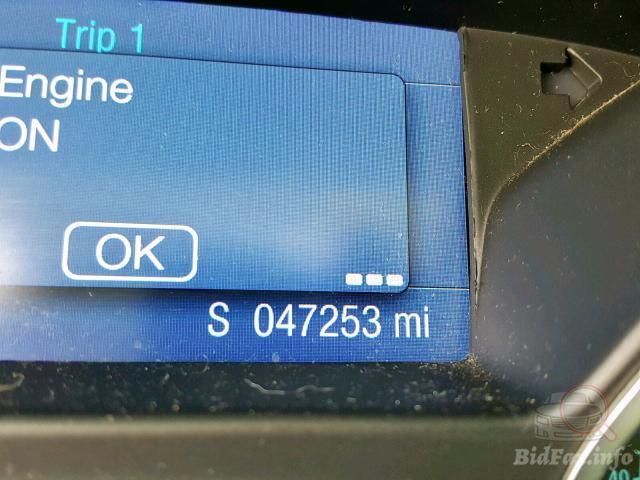 Trip 1
Engine
ON
OK
S 047253 mi
BidFax.info